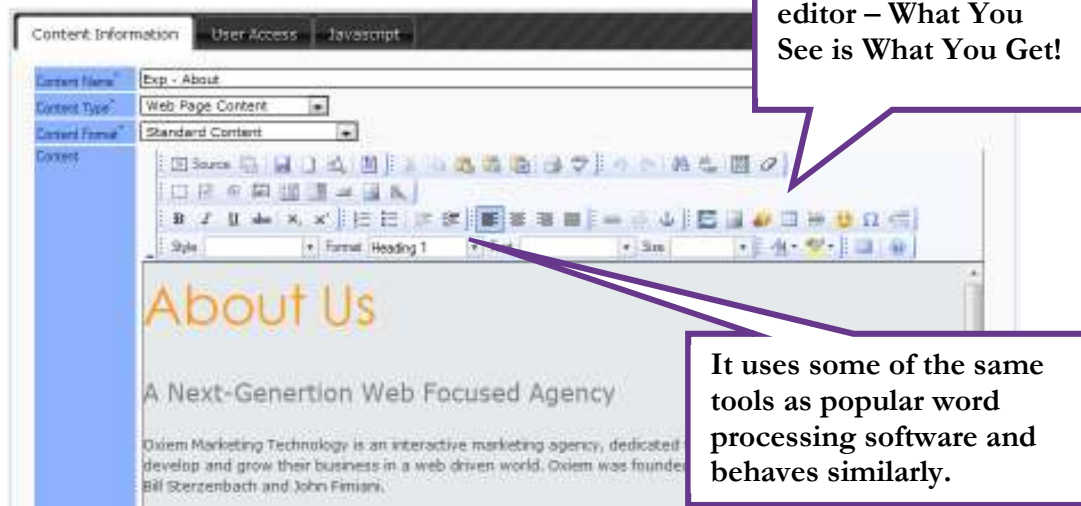 editor – What You
See is What You Get!
Content Information User Access Javascript
Content Name*
Exp - About
Content Type*
Web Page Content
Content Format*
Standard Content
Content
Source
B I U abc
Style Format Heading 1 Size
About Us
A Next-Genertion Web Focused Agency
Oxiem Marketing Technology is an interactive marketing agency, dedicated
develop and grow their business in a web driven world. Oxiem was founde
Bill Sterzenbach and John Fimiani.
It uses some of the same
tools as popular word
processing software and
behaves similarly.